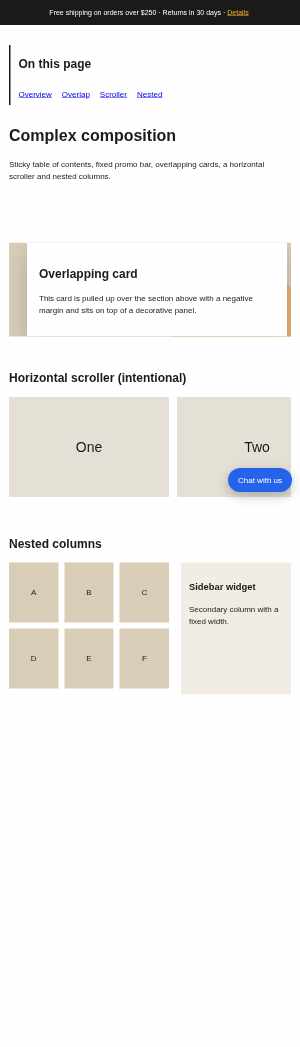 Free shipping on orders over $250 · Returns in 30 days · Details
On this page
Overview Overlap Scroller Nested
Complex composition
Sticky table of contents, fixed promo bar, overlapping cards, a horizontal
scroller and nested columns.
Overlapping card
This card is pulled up over the section above with a negative
margin and sits on top of a decorative panel.
Horizontal scroller (intentional)
One Two
Chat with us
Nested columns
A B C
Sidebar widget
Secondary column with a
fixed width.
D E F